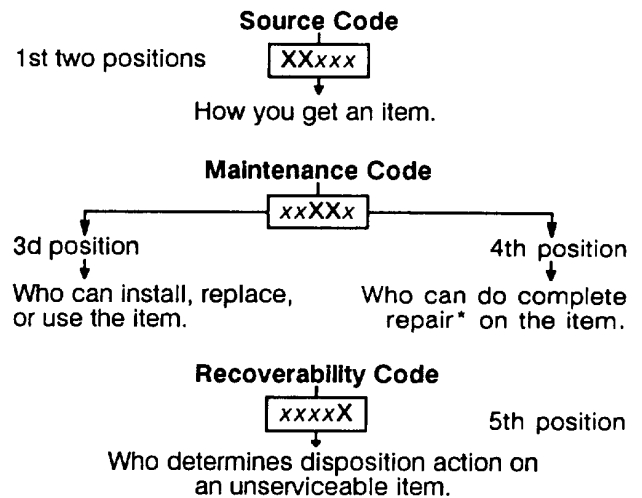 Source Code
1st two positions
XXxxx
How you get an item.
Maintenance Code
xxXXx
3d position
4th position
Who can install, replace,
or use the item.
Who can do complete
repair* on the item.
Recoverability Code
xxxxX
5th position
Who determines disposition action on
an unserviceable item.